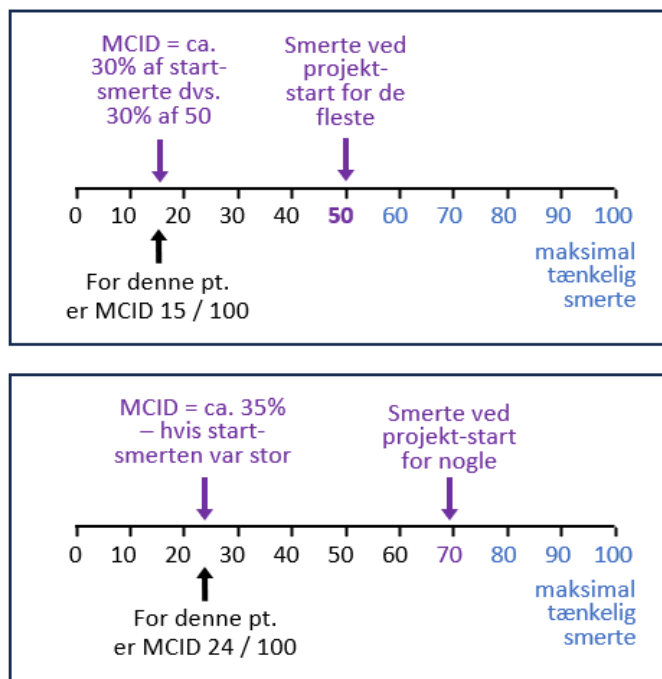 MCID = ca.
30% af start-
smerte dvs.
30% af 50
Smerte ved
projekt-
start for de
fleste
0 10 20 30 40 50 60 70 80 90 100
maksimal
tænkelig
smerte
For denne pt.
er MCID 15 / 100
MCID = ca. 35%
– hvis start-
smerten var stor
Smerte ved
projekt-start
for nogle
0 10 20 30 40 50 60 70 80 90 100
maksimal
tænkelig
smerte
For denne pt.
er MCID 24 / 100